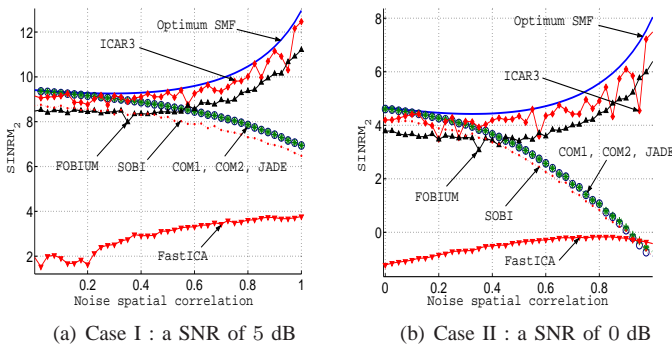 12
10
8
6
4
2
SINRM_2
Optimum SMF
ICAR3
FOBIUM
SOBI
COM1, COM2, JADE
FastICA
0.2 0.4 0.6 0.8 1
Noise spatial correlation
(a) Case I : a SNR of 5 dB
8
6
4
2
0
SINRM_2
Optimum SMF
ICAR3
FOBIUM
SOBI
COM1, COM2, JADE
FastICA
0 0.2 0.4 0.6 0.8
Noise spatial correlation
(b) Case II : a SNR of 0 dB